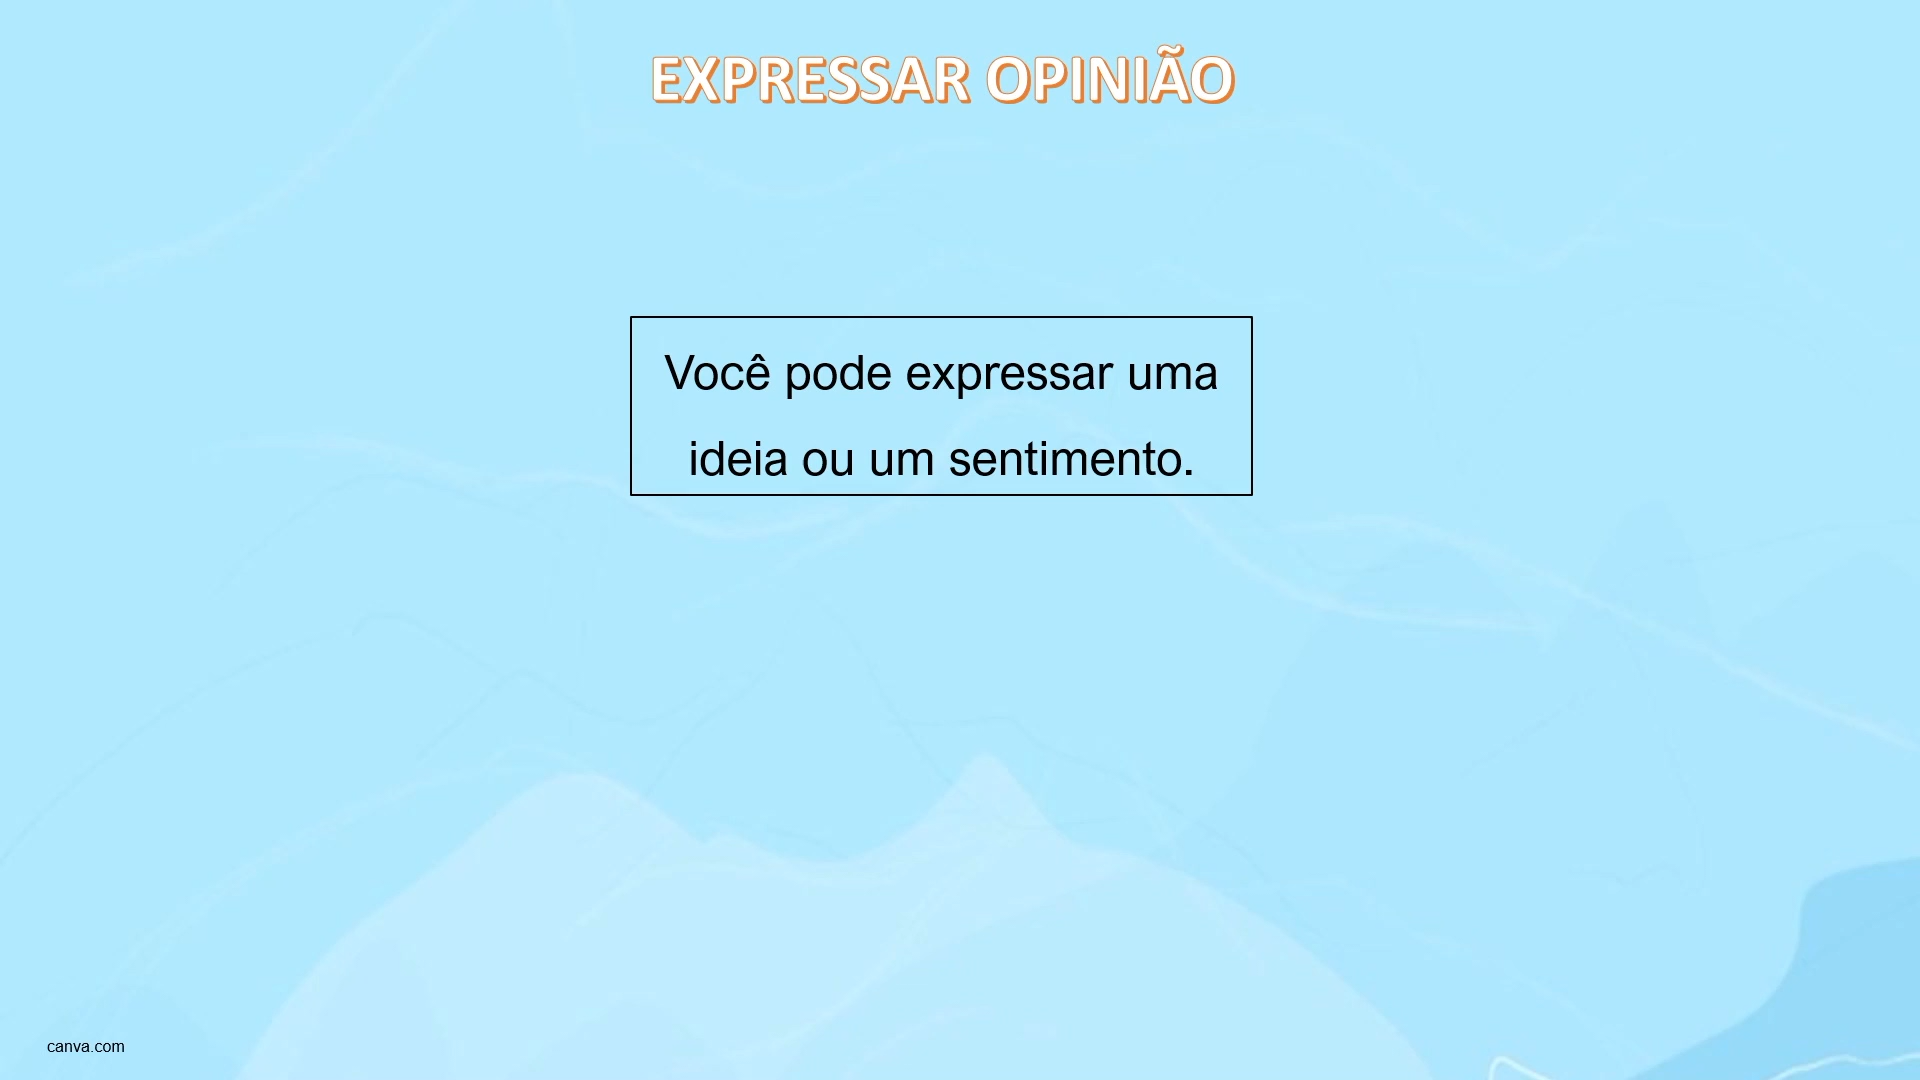 EXPRESSAR OPINIÃO
Você pode expressar uma
ideia ou um sentimento.
canva.com